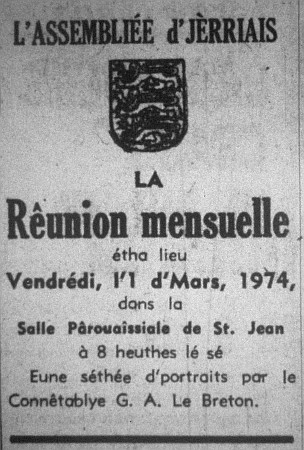 L'ASSEMBLIÉE d'JÈRRIAIS
LA
Rêunion mensuelle
étha lieu
Vendrédi, l'1 d'Mars, 1974,
dans la
Salle Pârouaissiale de St. Jean
à 8 heuthes lé sé
Eune séthée d'portraits par le
Connêtablye G. A. Le Breton.